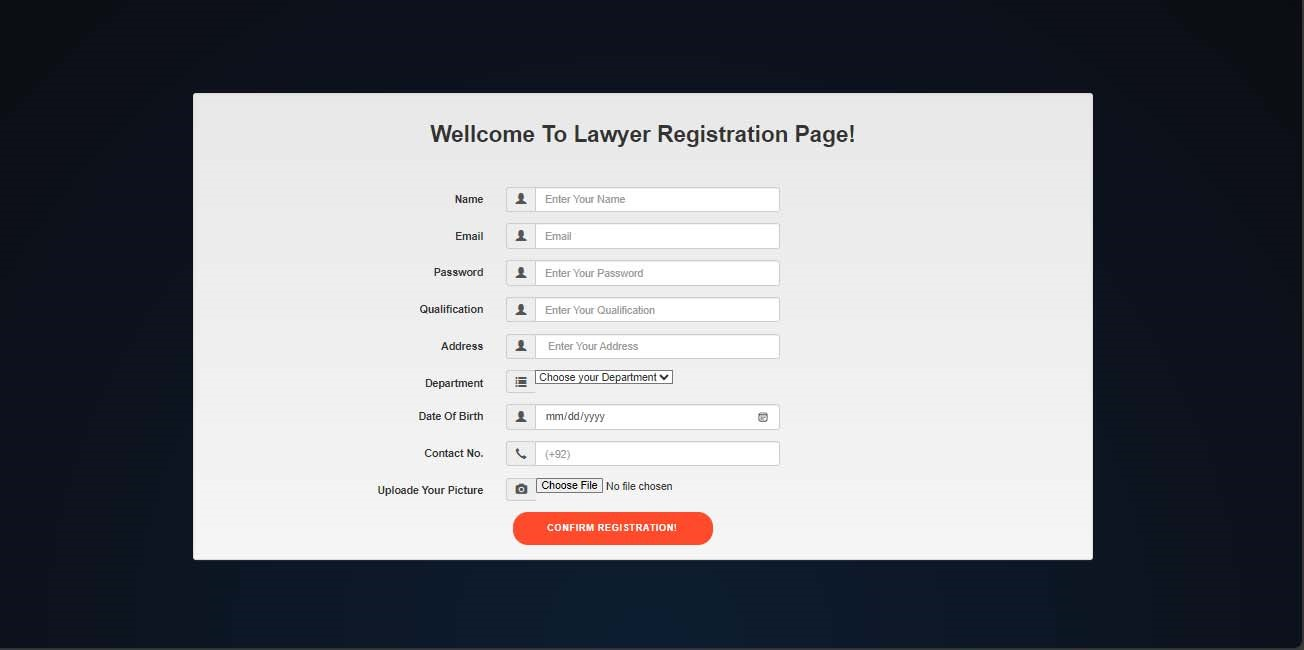 Wellcome To Lawyer Registration Page!
Name Enter Your Name
Email Email
Password Enter Your Password
Qualification Enter Your Qualification
Address Enter Your Address
Department Choose your Department
Date Of Birth mm/dd/yyyy
Contact No. (+92)
Uploade Your Picture Choose File No file chosen
CONFIRM REGISTRATION!